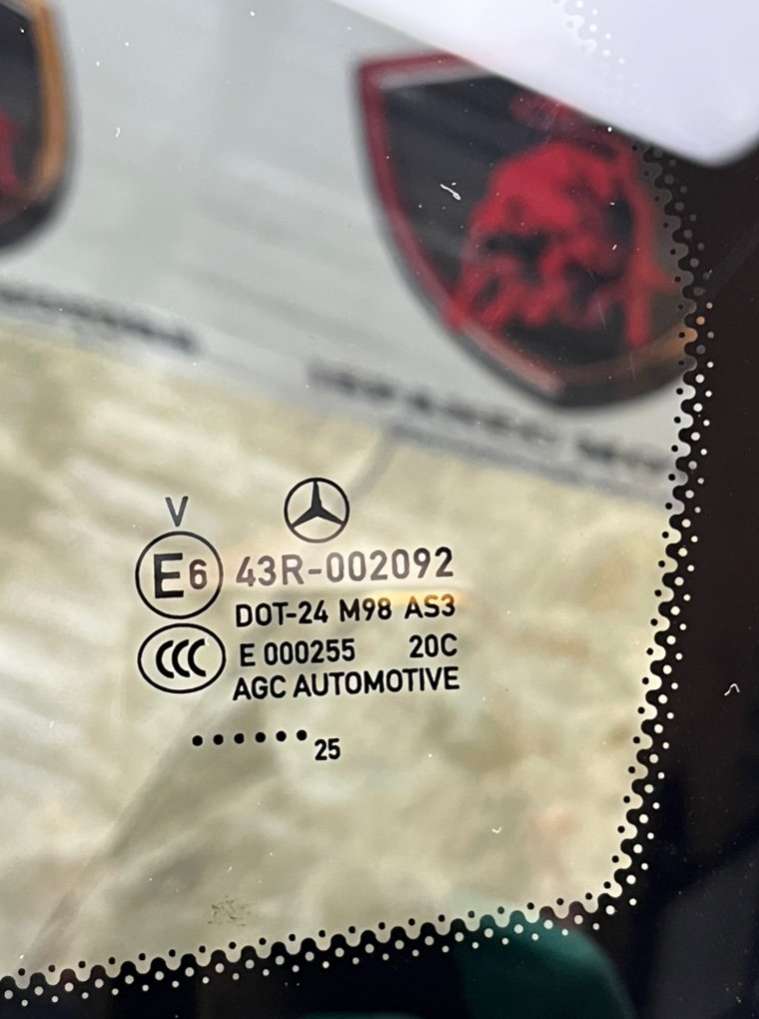 V
E6 43R-002092
DOT-24 M98 AS3
CCC E 000255 20C
AGC AUTOMOTIVE
...... 25